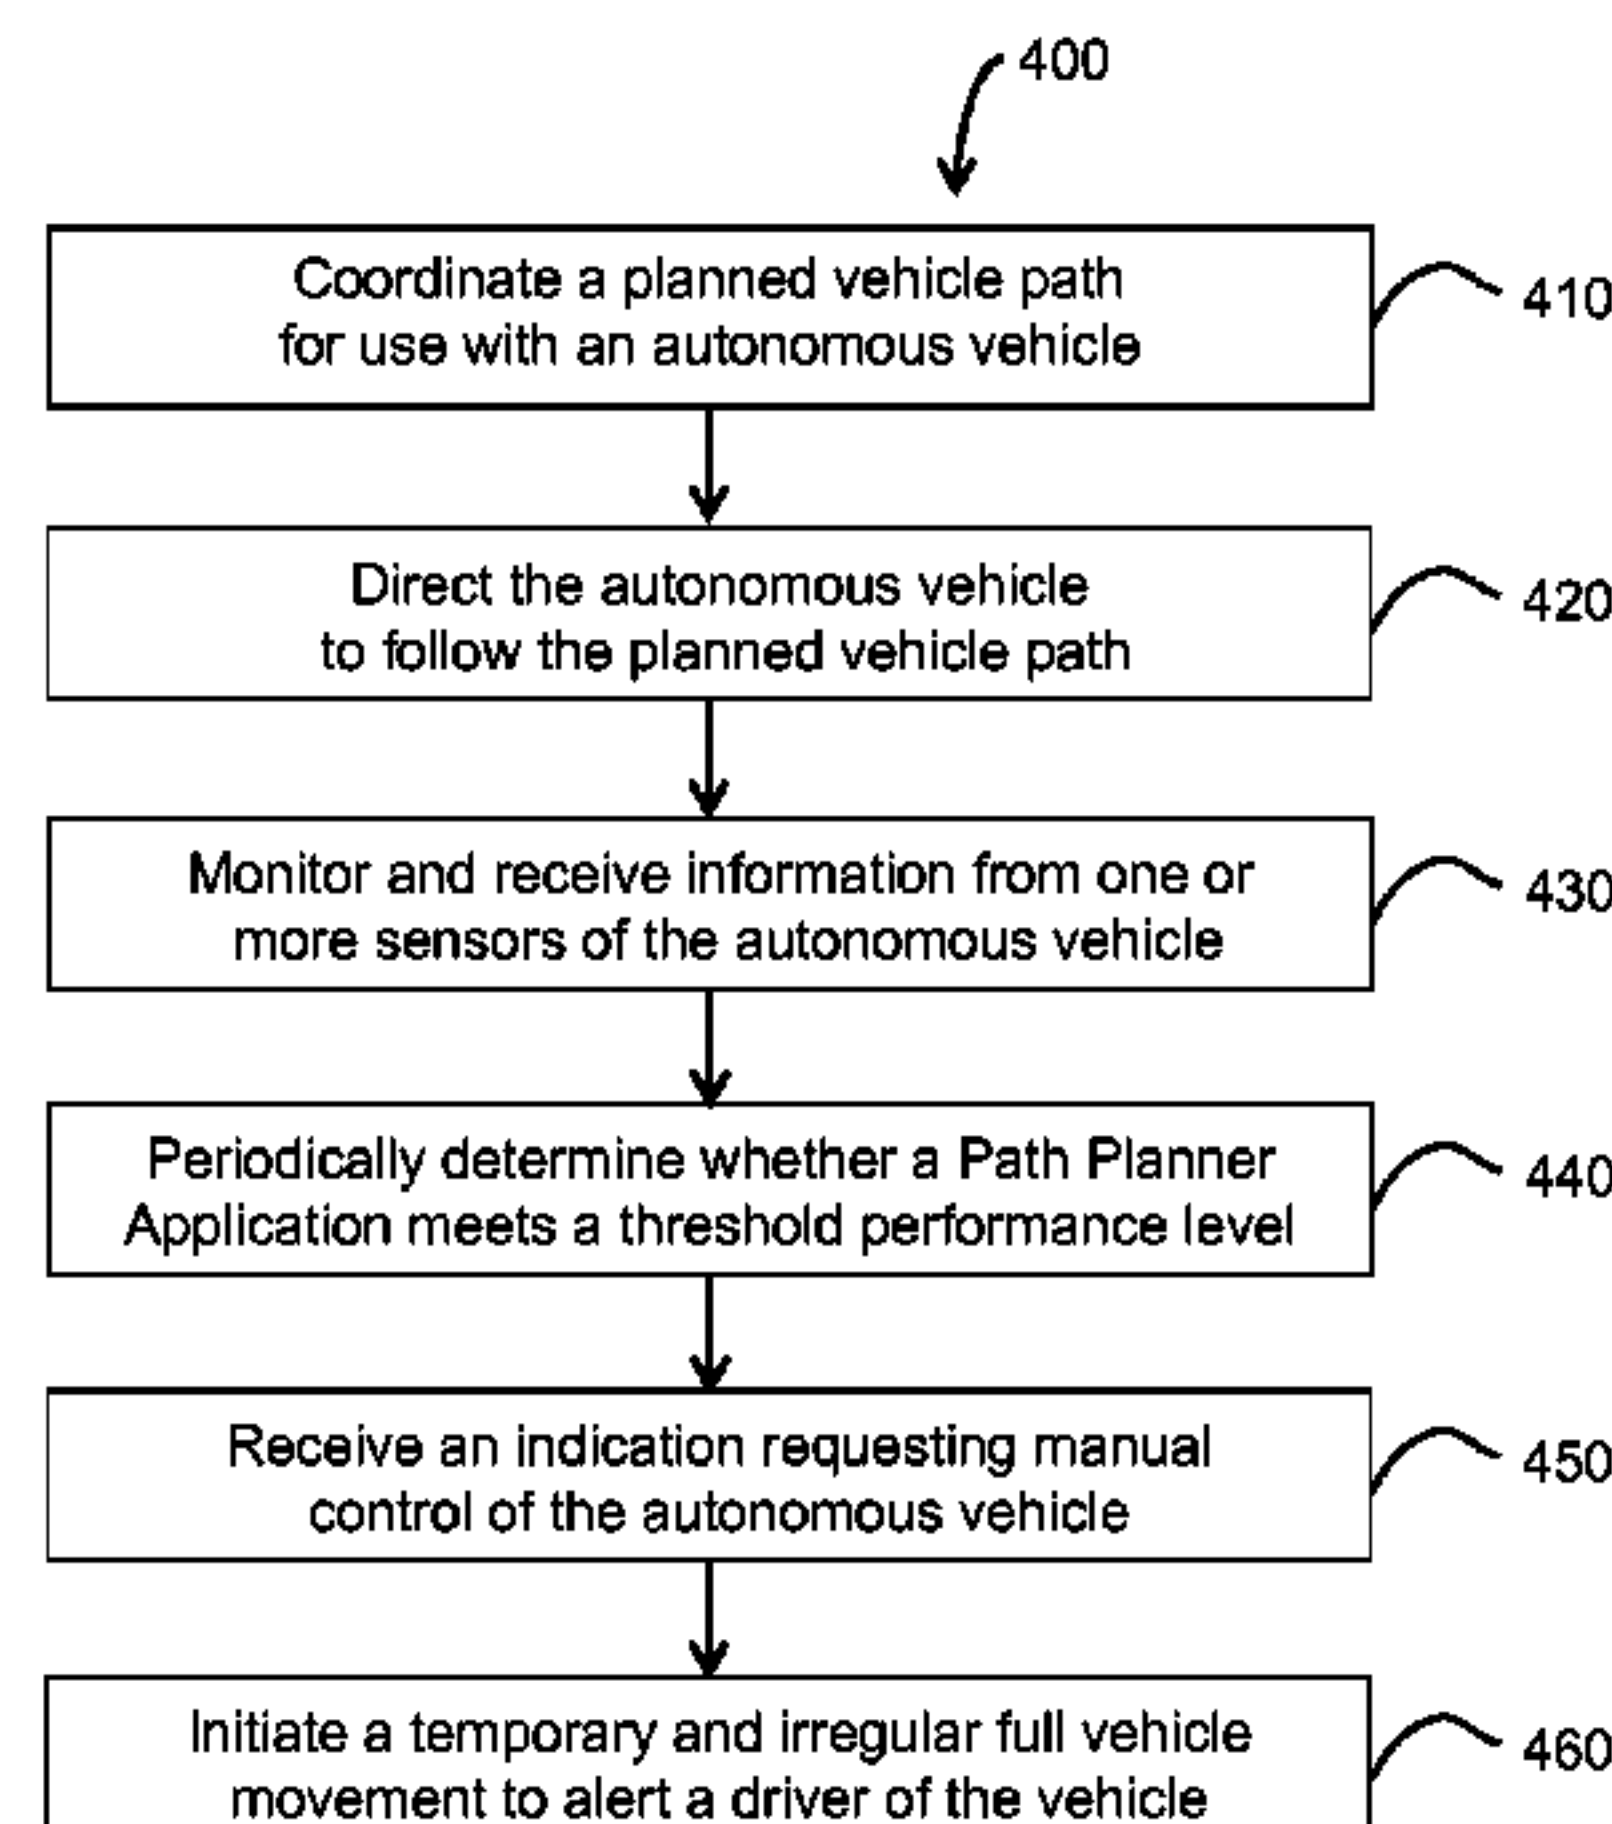 400
Coordinate a planned vehicle path
for use with an autonomous vehicle
410
Direct the autonomous vehicle
to follow the planned vehicle path
420
Monitor and receive information from one or
more sensors of the autonomous vehicle
430
Periodically determine whether a Path Planner
Application meets a threshold performance level
440
Receive an indication requesting manual
control of the autonomous vehicle
450
Initiate a temporary and irregular full vehicle
movement to alert a driver of the vehicle
460